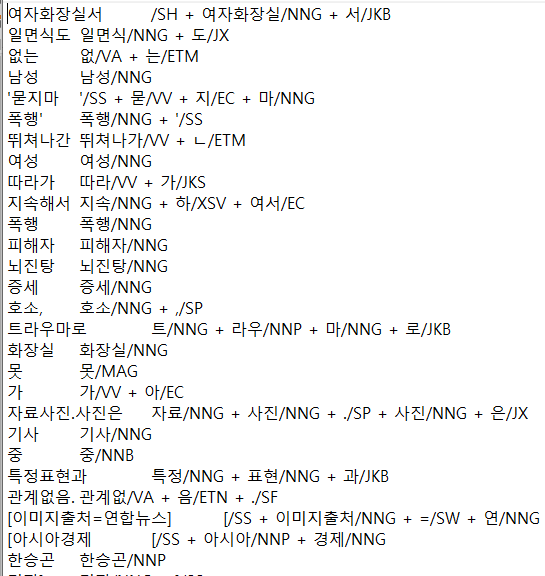 여자화장실서 /SH + 여자화장실/NNG + 서/JKB
일면식도 일면식/NNG + 도/JX
없는 없/VA + 는/ETM
남성 남성/NNG
'묻지마 '/SS + 묻/VV + 지/EC + 마/NNG
폭행' 폭행/NNG + '/SS
뛰쳐나간 뛰쳐나가/VV + ㄴ/ETM
여성 여성/NNG
따라가 따라/VV + 가/JKS
지속해서 지속/NNG + 하/XSV + 여서/EC
폭행 폭행/NNG
피해자 피해자/NNG
뇌진탕 뇌진탕/NNG
증세 증세/NNG
호소, 호소/NNG + ,/SP
트라우마로 트/NNG + 라우/NNP + 마/NNG + 로/JKB
화장실 화장실/NNG
못 못/MAG
가 가/VV + 아/EC
자료사진.사진은 자료/NNG + 사진/NNG + ./SP + 사진/NNG + 은/JX
기사 기사/NNG
중 중/NNB
특정표현과 특정/NNG + 표현/NNG + 과/JKB
관계없음. 관계없/VA + 음/ETN + ./SF
[이미지출처=연합뉴스] [/SS + 이미지출처/NNG + =/SW + 연/NNG
[아시아경제 [/SS + 아시아/NNP + 경제/NNG
한승곤 한승곤/NNP